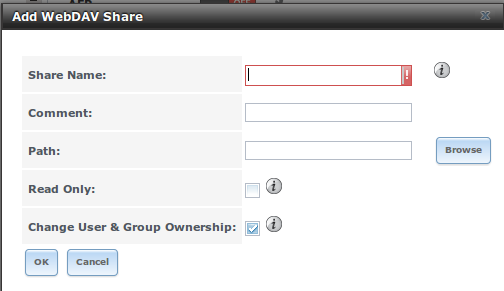 Add WebDAV Share
Share Name:
Comment:
Path:
Browse
Read Only:
Change User & Group Ownership:
OK
Cancel